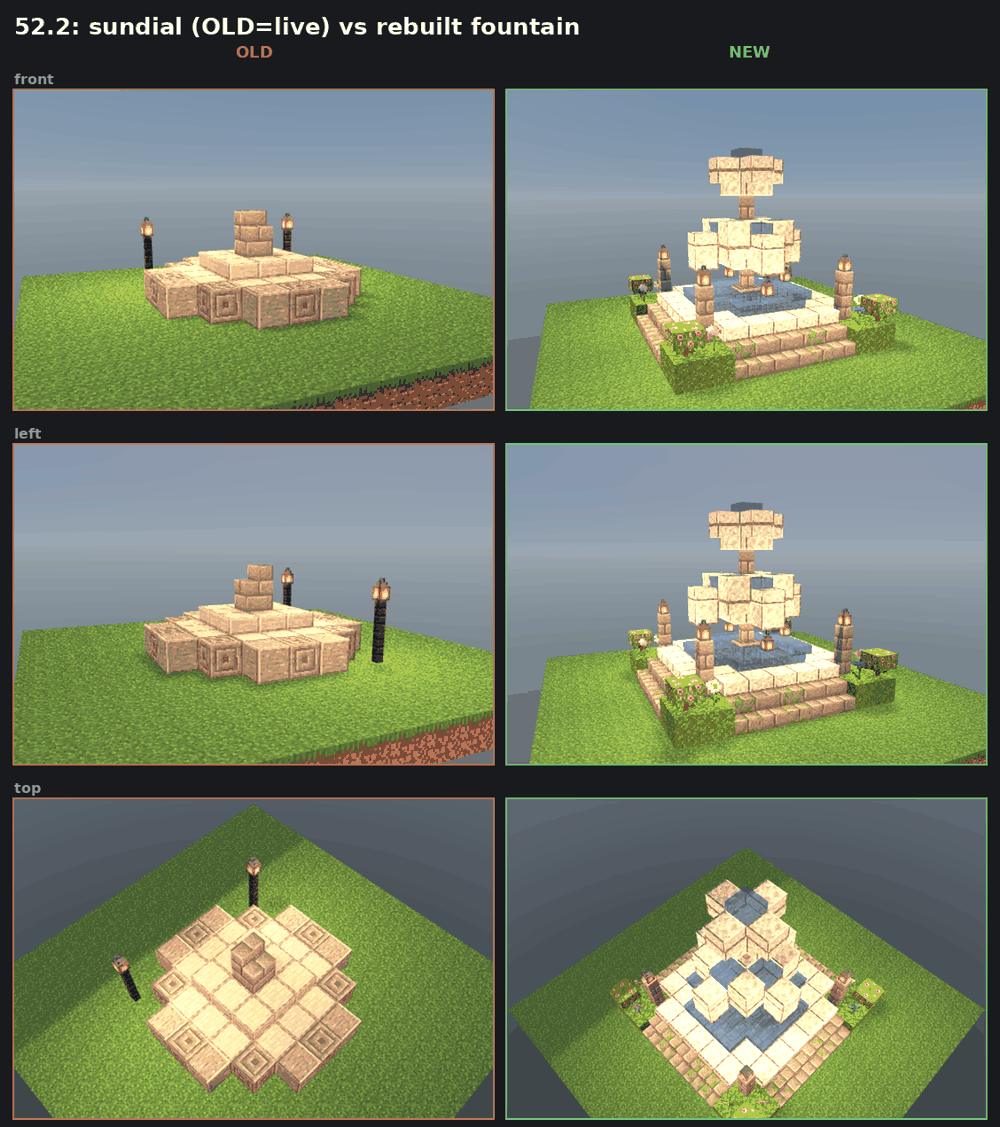 52.2: sundial (OLD=live) vs rebuilt fountain
OLD
NEW
front
left
top